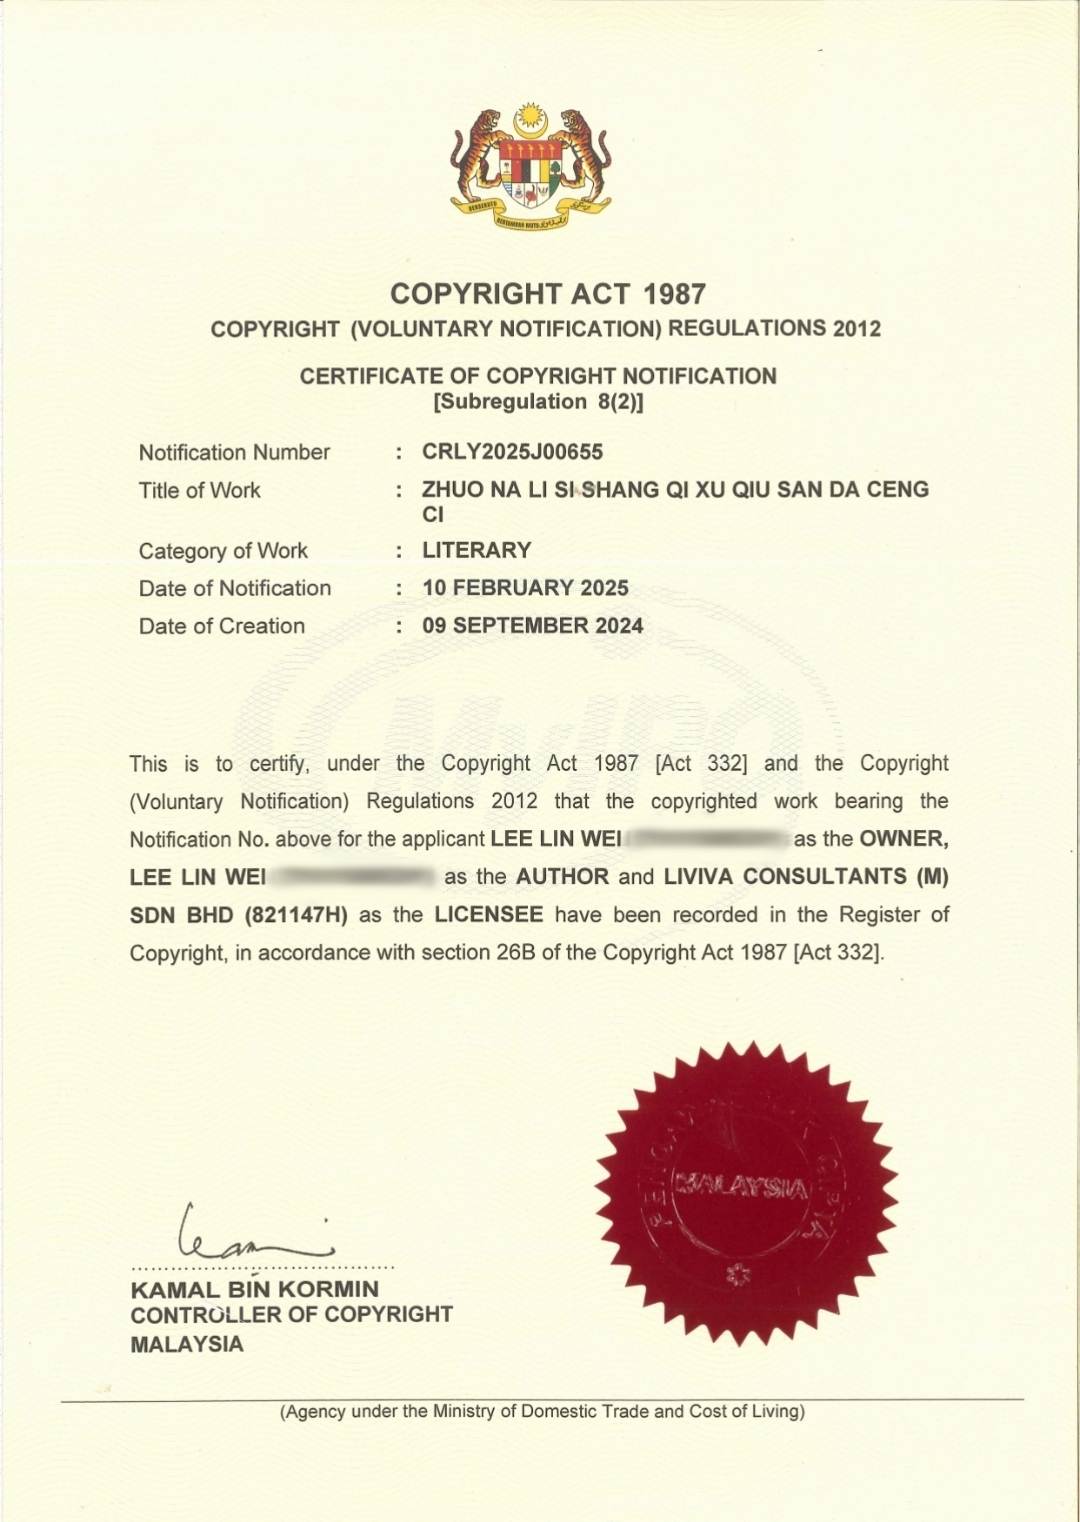 BERSEKUTU
BERTAMBAH MUTU
COPYRIGHT ACT 1987
COPYRIGHT (VOLUNTARY NOTIFICATION) REGULATIONS 2012
CERTIFICATE OF COPYRIGHT NOTIFICATION
[Subregulation 8(2)]
Notification Number : CRLY2025J00655
Title of Work : ZHUO NA LI SI SHANG QI XU QIU SAN DA CENG
CI
Category of Work : LITERARY
Date of Notification : 10 FEBRUARY 2025
Date of Creation : 09 SEPTEMBER 2024
MyIPO
This is to certify, under the Copyright Act 1987 [Act 332] and the Copyright
(Voluntary Notification) Regulations 2012 that the copyrighted work bearing the
Notification No. above for the applicant LEE LIN WEI as the OWNER,
LEE LIN WEI as the AUTHOR and LIVIVA CONSULTANTS (M)
SDN BHD (821147H) as the LICENSEE have been recorded in the Register of
Copyright, in accordance with section 26B of the Copyright Act 1987 [Act 332].
MALAYSIA
KAMAL BIN KORMIN
CONTROLLER OF COPYRIGHT
MALAYSIA
(Agency under the Ministry of Domestic Trade and Cost of Living)